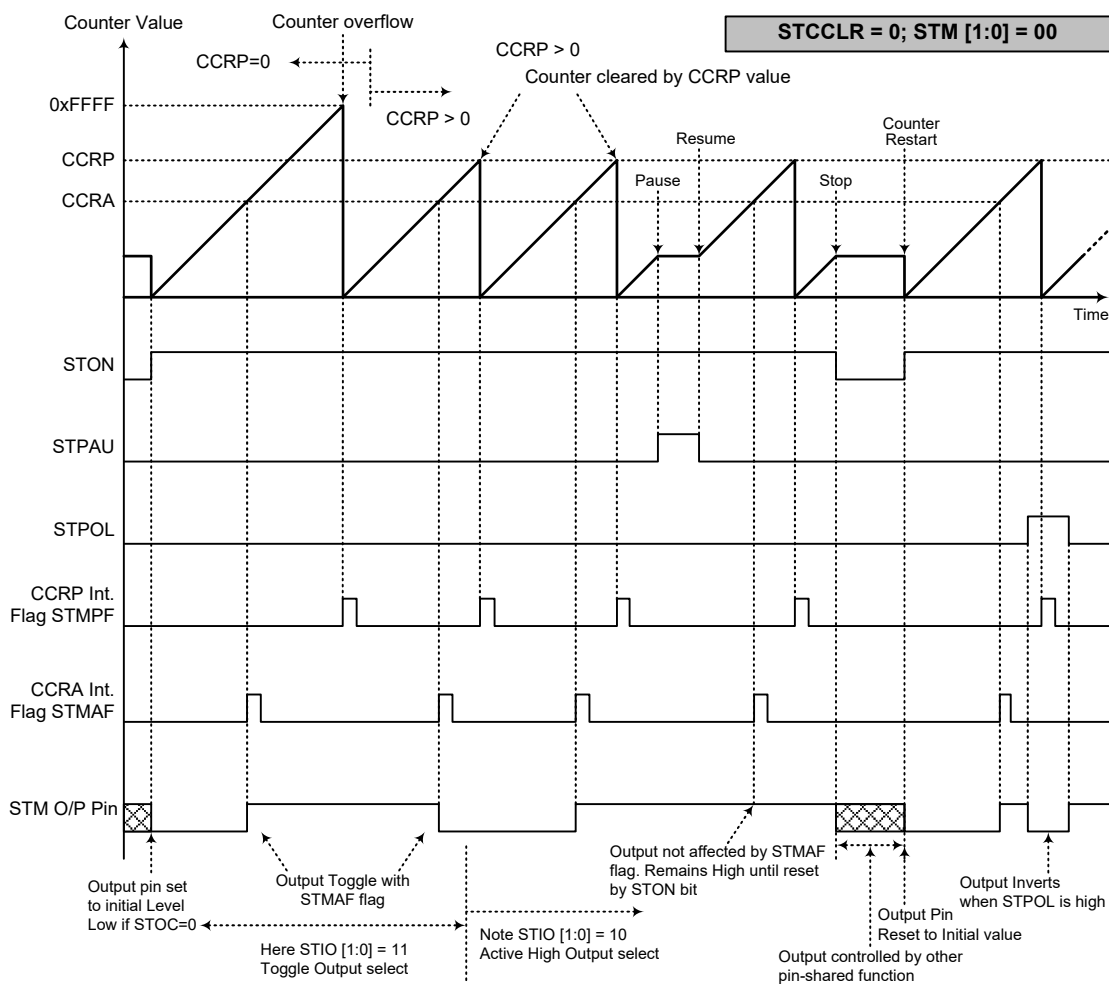 Counter Value
Counter overflow
STCCLR = 0; STM [1:0] = 00
CCRP=0
CCRP > 0
CCRP > 0
Counter cleared by CCRP value
0xFFFF
CCRP
CCRA
Pause
Resume
Stop
Counter
Restart
Time
STON
STPAU
STPOL
CCRP Int.
Flag STMPF
CCRA Int.
Flag STMAF
STM O/P Pin
Output pin set
to initial Level
Low if STOC=0
Output Toggle with
STMAF flag
Here STIO [1:0] = 11
Toggle Output select
Note STIO [1:0] = 10
Active High Output select
Output not affected by STMAF
flag. Remains High until reset
by STON bit
Output controlled by other
pin-shared function
Output Pin
Reset to Initial value
Output Inverts
when STPOL is high